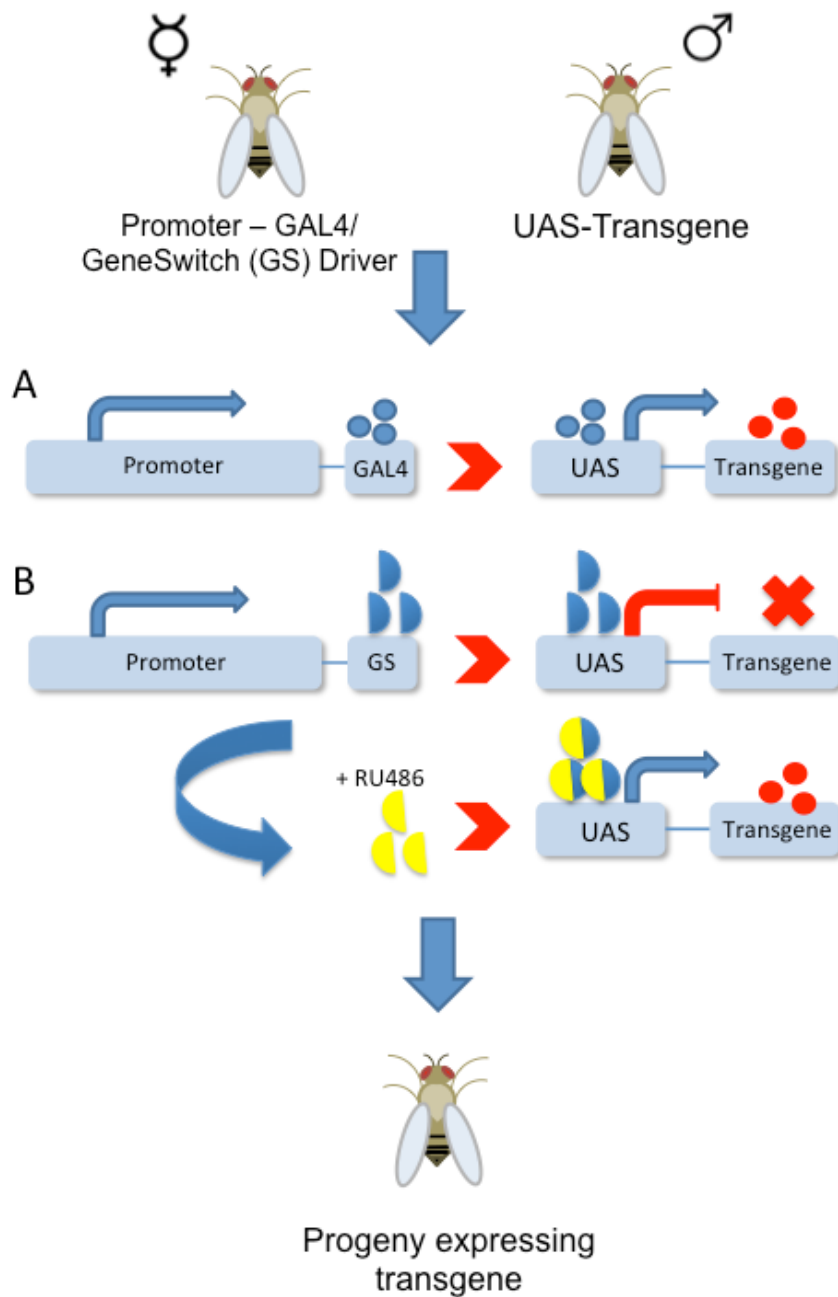 ☿
♂
Promoter – GAL4/
GeneSwitch (GS) Driver
UAS-Transgene
A
Promoter
GAL4
UAS
Transgene
B
Promoter
GS
UAS
Transgene
+ RU486
UAS
Transgene
Progeny expressing
transgene